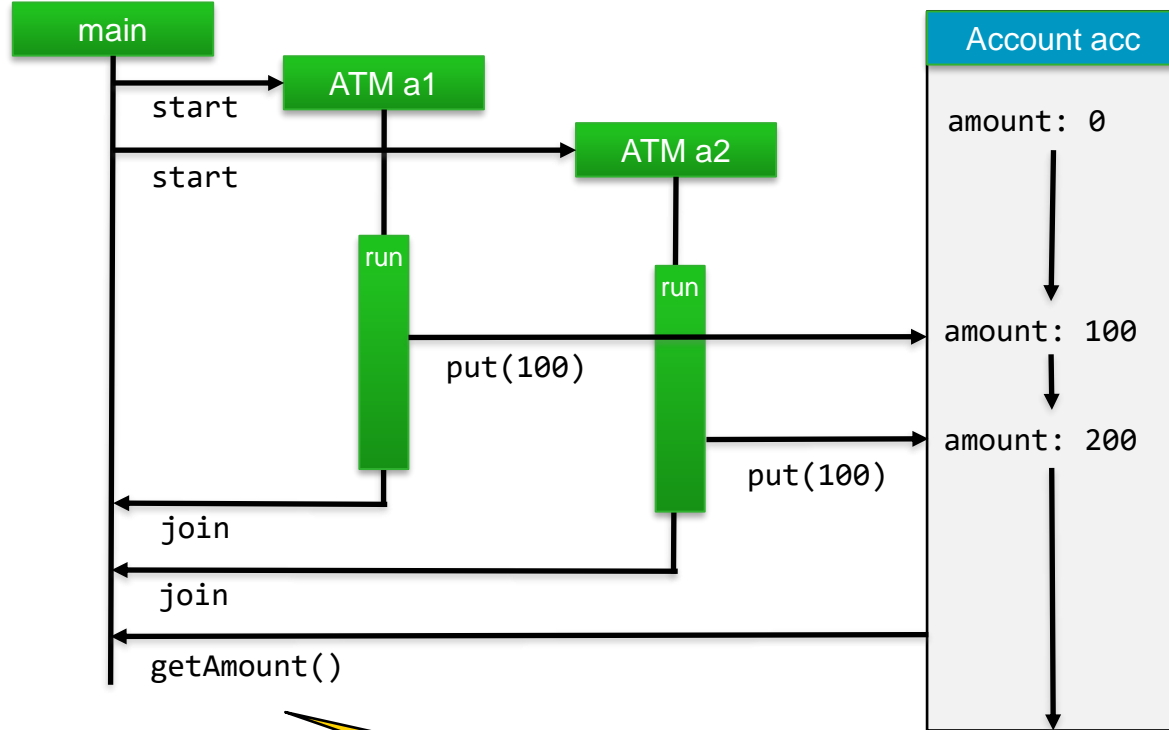 main
Account acc
ATM a1
start
amount: 0
ATM a2
start
run
run
amount: 100
put(100)
amount: 200
put(100)
join
join
getAmount()